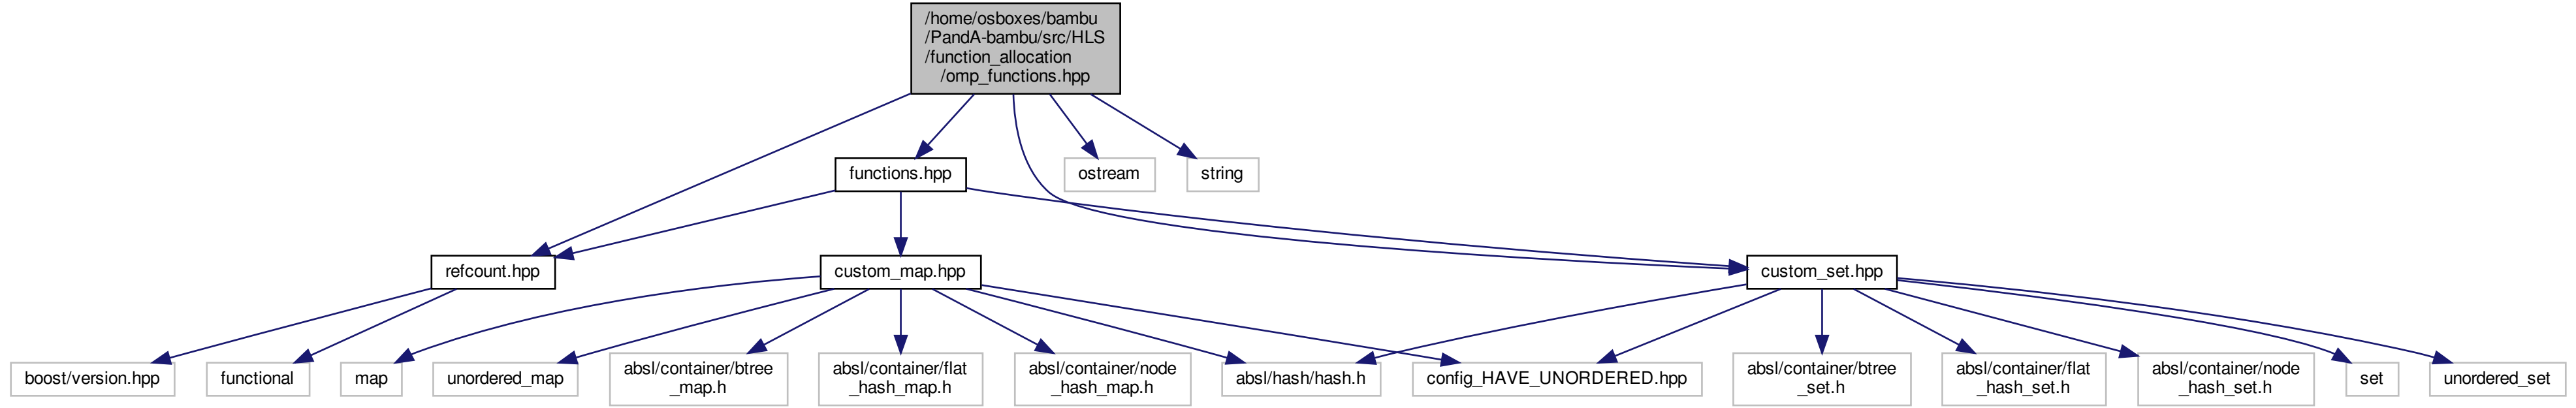 /home/osboxes/bambu
/PandA-bambu/src/HLS
/function_allocation
/omp_functions.hpp
functions.hpp
ostream
string
refcount.hpp
custom_map.hpp
custom_set.hpp
boost/version.hpp
functional
map
unordered_map
absl/container/btree
_map.h
absl/container/flat
_hash_map.h
absl/container/node
_hash_map.h
absl/hash/hash.h
config_HAVE_UNORDERED.hpp
absl/container/btree
_set.h
absl/container/flat
_hash_set.h
absl/container/node
_hash_set.h
set
unordered_set